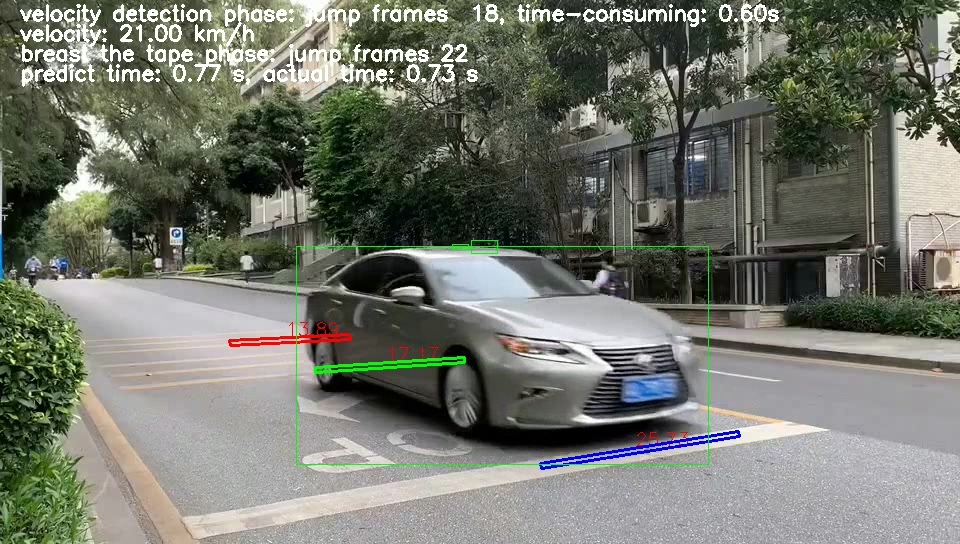 velocity detection phase: jump frames 18, time-consuming: 0.60s
velocity: 21.00 km/h
breast the tape phase: jump frames 22
predict time: 0.77 s, actual time: 0.73 s
13.89
17.17
25.73
P